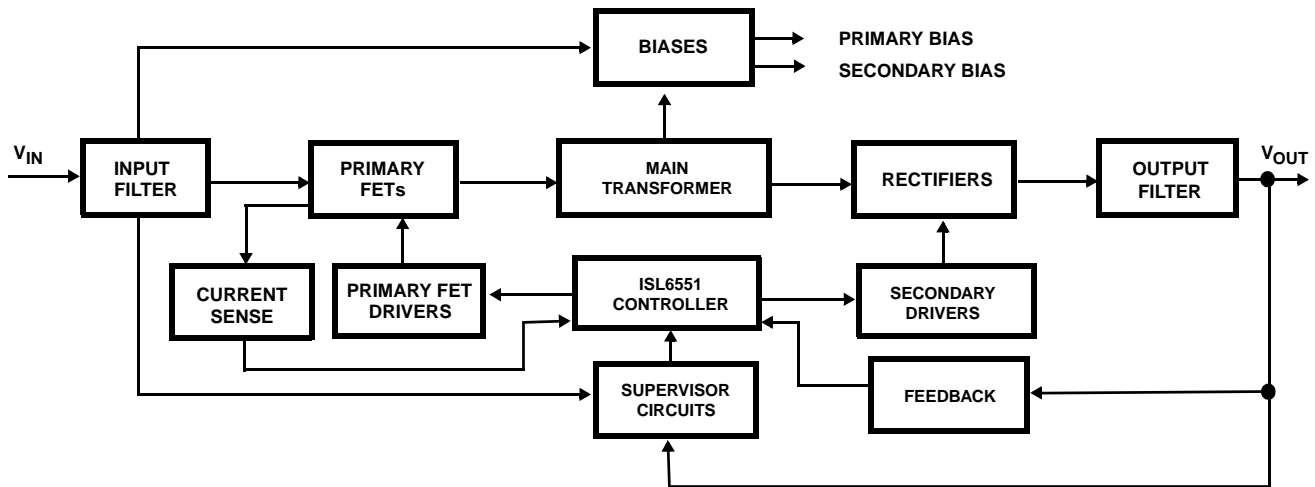 BIASES
PRIMARY BIAS
SECONDARY BIAS
VIN
INPUT
FILTER
PRIMARY
FETs
MAIN
TRANSFORMER
RECTIFIERS
OUTPUT
FILTER
VOUT
CURRENT
SENSE
PRIMARY FET
DRIVERS
ISL6551
CONTROLLER
SECONDARY
DRIVERS
SUPERVISOR
CIRCUITS
FEEDBACK